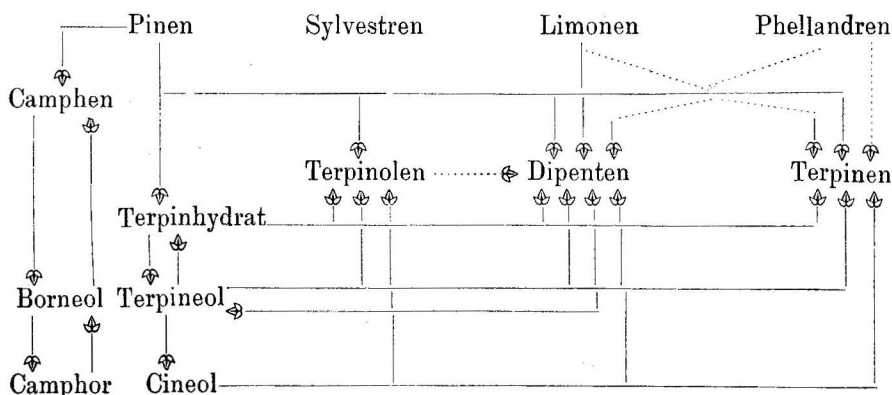 Pinen Sylvestren Limonen Phellandren
Camphen
Terpinolen Dipenten Terpinen
Terpinhydrat
Borneol Terpineol
Camphor Cineol